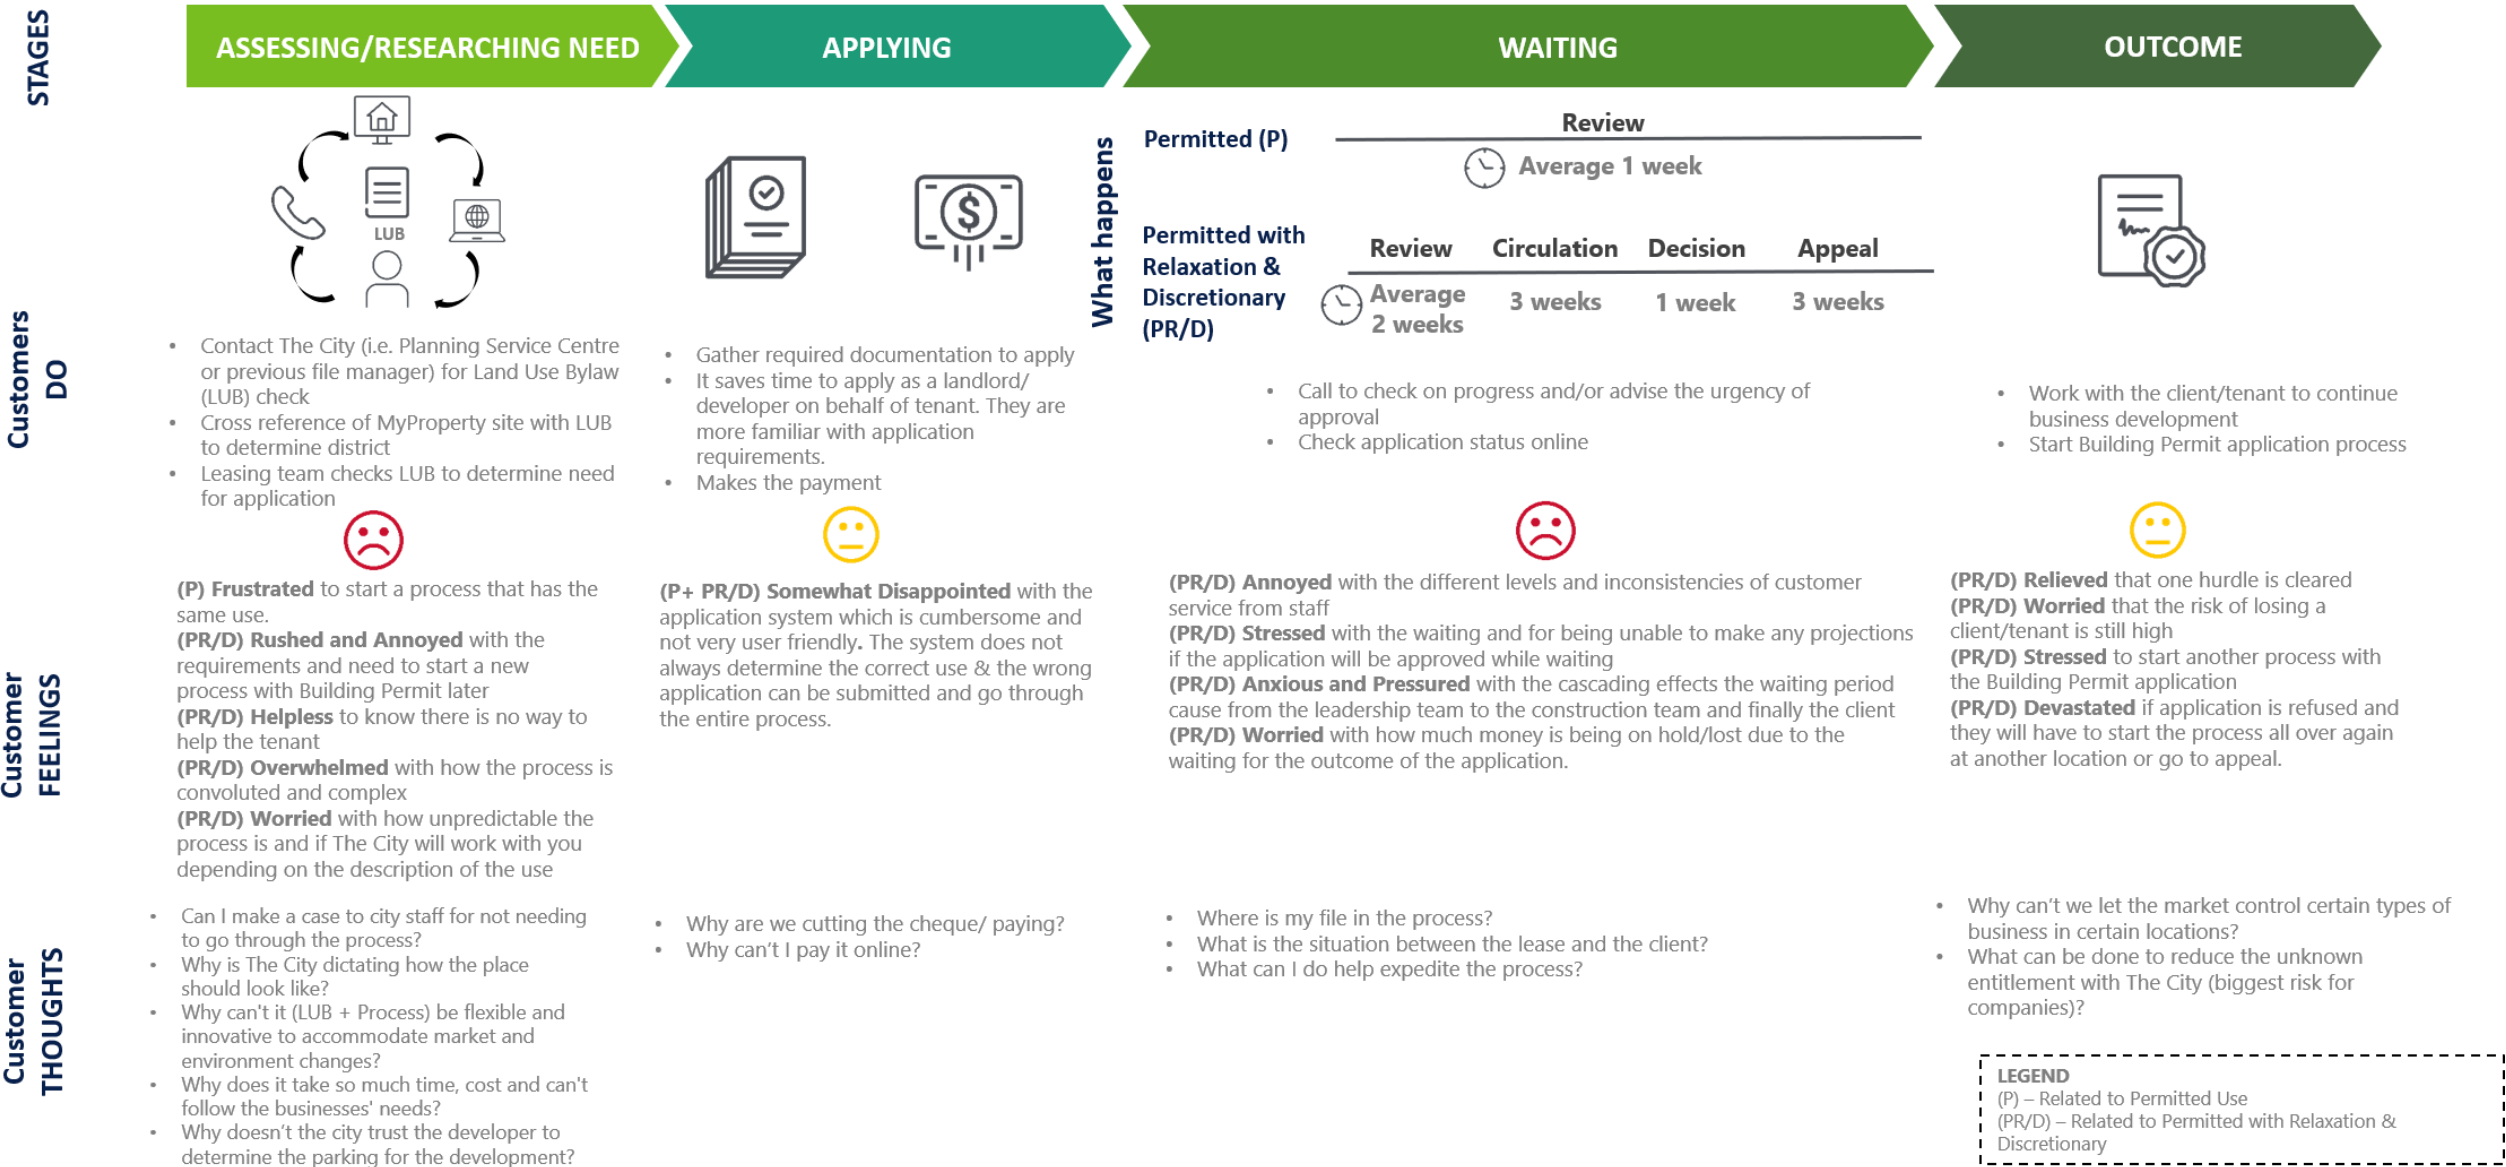 STAGES
ASSESSING/RESEARCHING NEED
APPLYING
WAITING
OUTCOME
Customers
DO
LUB
• Contact The City (i.e. Planning Service Centre
or previous file manager) for Land Use Bylaw
(LUB) check
• Cross reference of MyProperty site with LUB
to determine district
• Leasing team checks LUB to determine need
for application
• Gather required documentation to apply
• It saves time to apply as a landlord/
developer on behalf of tenant. They are
more familiar with application
requirements.
• Makes the payment
What happens
Permitted (P)
Review
Average 1 week
Permitted with
Relaxation &
Discretionary
(PR/D)
Review
Circulation
Decision
Appeal
Average
2 weeks
3 weeks
1 week
3 weeks
• Call to check on progress and/or advise the urgency of
approval
• Check application status online
• Work with the client/tenant to continue
business development
• Start Building Permit application process
Customer
FEELINGS
(P) Frustrated to start a process that has the
same use.
(PR/D) Rushed and Annoyed with the
requirements and need to start a new
process with Building Permit later
(PR/D) Helpless to know there is no way to
help the tenant
(PR/D) Overwhelmed with how the process is
convoluted and complex
(PR/D) Worried with how unpredictable the
process is and if The City will work with you
depending on the description of the use
(P+ PR/D) Somewhat Disappointed with the
application system which is cumbersome and
not very user friendly. The system does not
always determine the correct use & the wrong
application can be submitted and go through
the entire process.
(PR/D) Annoyed with the different levels and inconsistencies of customer
service from staff
(PR/D) Stressed with the waiting and for being unable to make any projections
if the application will be approved while waiting
(PR/D) Anxious and Pressured with the cascading effects the waiting period
cause from the leadership team to the construction team and finally the client
(PR/D) Worried with how much money is being on hold/lost due to the
waiting for the outcome of the application.
(PR/D) Relieved that one hurdle is cleared
(PR/D) Worried that the risk of losing a
client/tenant is still high
(PR/D) Stressed to start another process with
the Building Permit application
(PR/D) Devastated if application is refused and
they will have to start the process all over again
at another location or go to appeal.
Customer
THOUGHTS
• Can I make a case to city staff for not needing
to go through the process?
• Why is The City dictating how the place
should look like?
• Why can't it (LUB + Process) be flexible and
innovative to accommodate market and
environment changes?
• Why does it take so much time, cost and can't
follow the businesses' needs?
• Why doesn't the city trust the developer to
determine the parking for the development?
• Why are we cutting the cheque/ paying?
• Why can't I pay it online?
• Where is my file in the process?
• What is the situation between the lease and the client?
• What can I do help expedite the process?
• Why can't we let the market control certain types of
business in certain locations?
• What can be done to reduce the unknown
entitlement with The City (biggest risk for
companies)?
LEGEND
(P) – Related to Permitted Use
(PR/D) – Related to Permitted with Relaxation &
Discretionary